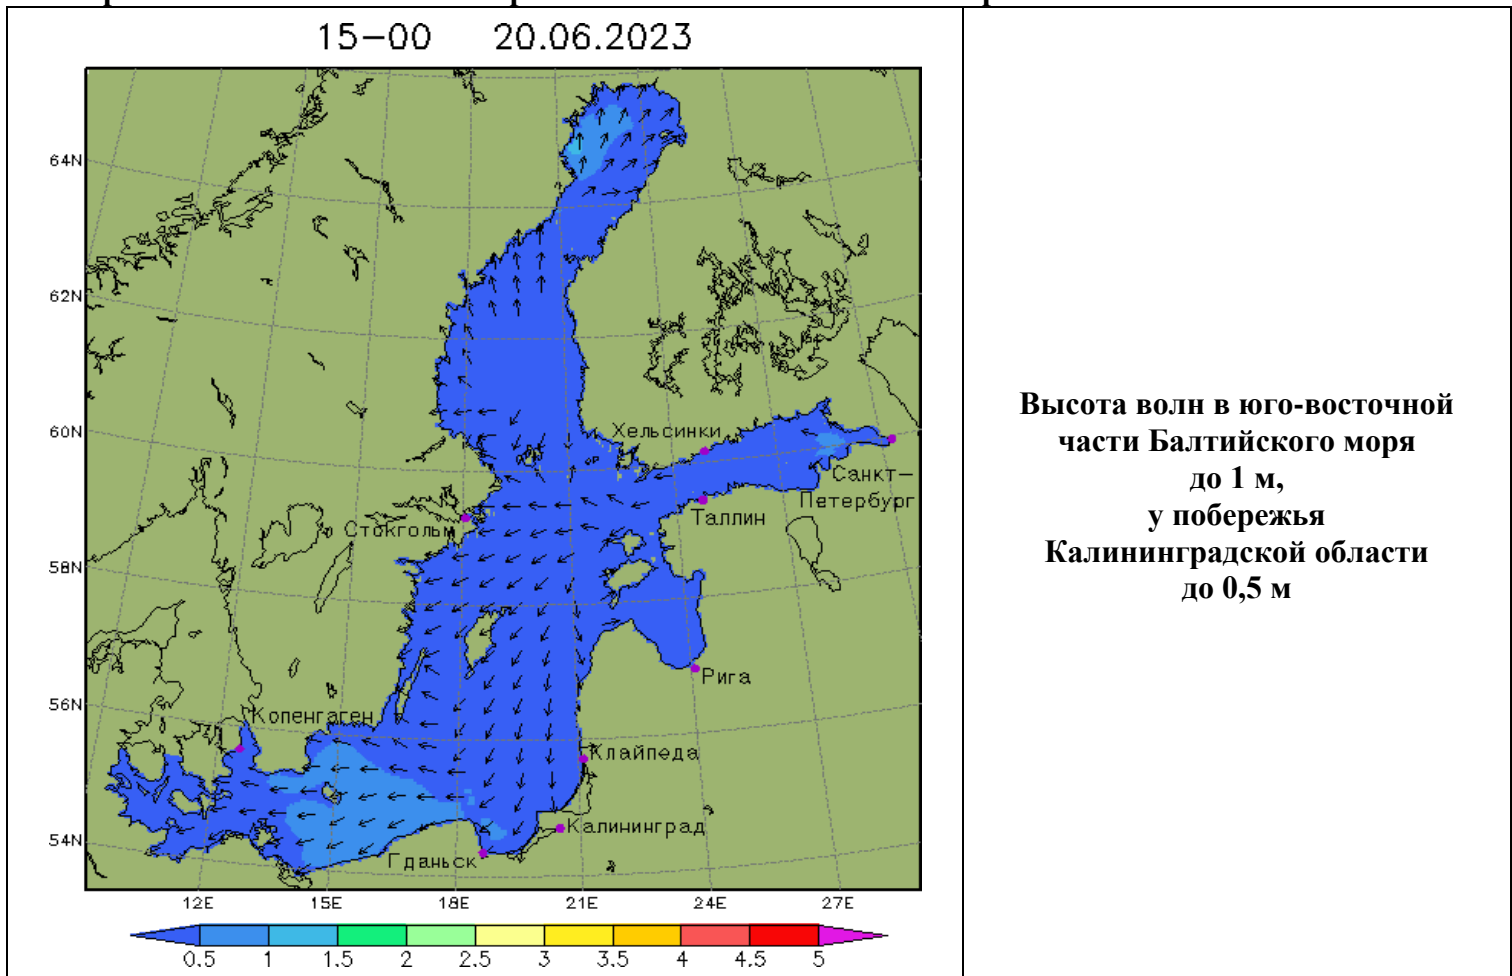 15-00 20.06.2023
64N
62N
60N
58N
56N
54N
Хельсинки
Санкт-
Петербург
Таллин
Стокгольм
Рига
Копенгаген
Клайпеда
Калининград
Гданьск
12E 15E 18E 21E 24E 27E
0.5 1 1.5 2 2.5 3 3.5 4 4.5 5
Высота волн в юго-восточной
части Балтийского моря
до 1 м,
у побережья
Калининградской области
до 0,5 м